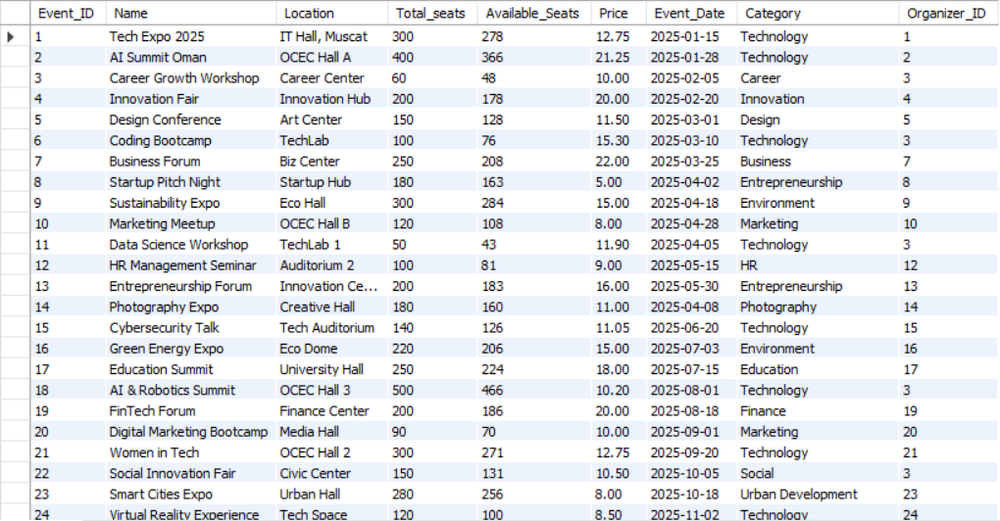 Event_ID Name Location Total_seats Available_Seats Price Event_Date Category Organizer_ID
1 Tech Expo 2025 IT Hall, Muscat 300 278 12.75 2025-01-15 Technology 1
2 AI Summit Oman OCEC Hall A 400 366 21.25 2025-01-28 Technology 2
3 Career Growth Workshop Career Center 60 48 10.00 2025-02-05 Career 3
4 Innovation Fair Innovation Hub 200 178 20.00 2025-02-20 Innovation 4
5 Design Conference Art Center 150 128 11.50 2025-03-01 Design 5
6 Coding Bootcamp TechLab 100 76 15.30 2025-03-10 Technology 3
7 Business Forum Biz Center 250 208 22.00 2025-03-25 Business 7
8 Startup Pitch Night Startup Hub 180 163 5.00 2025-04-02 Entrepreneurship 8
9 Sustainability Expo Eco Hall 300 284 15.00 2025-04-18 Environment 9
10 Marketing Meetup OCEC Hall B 120 108 8.00 2025-04-28 Marketing 10
11 Data Science Workshop TechLab 1 50 43 11.90 2025-04-05 Technology 3
12 HR Management Seminar Auditorium 2 100 81 9.00 2025-05-15 HR 12
13 Entrepreneurship Forum Innovation Ce... 200 183 16.00 2025-05-30 Entrepreneurship 13
14 Photography Expo Creative Hall 180 160 11.00 2025-04-08 Photography 14
15 Cybersecurity Talk Tech Auditorium 140 126 11.05 2025-06-20 Technology 15
16 Green Energy Expo Eco Dome 220 206 15.00 2025-07-03 Environment 16
17 Education Summit University Hall 250 224 18.00 2025-07-15 Education 17
18 AI & Robotics Summit OCEC Hall 3 500 466 10.20 2025-08-01 Technology 3
19 FinTech Forum Finance Center 200 186 20.00 2025-08-18 Finance 19
20 Digital Marketing Bootcamp Media Hall 90 70 10.00 2025-09-01 Marketing 20
21 Women in Tech OCEC Hall 2 300 271 12.75 2025-09-20 Technology 21
22 Social Innovation Fair Civic Center 150 131 10.50 2025-10-05 Social 3
23 Smart Cities Expo Urban Hall 280 256 8.00 2025-10-18 Urban Development 23
24 Virtual Reality Experience Tech Space 120 100 8.50 2025-11-02 Technology 24